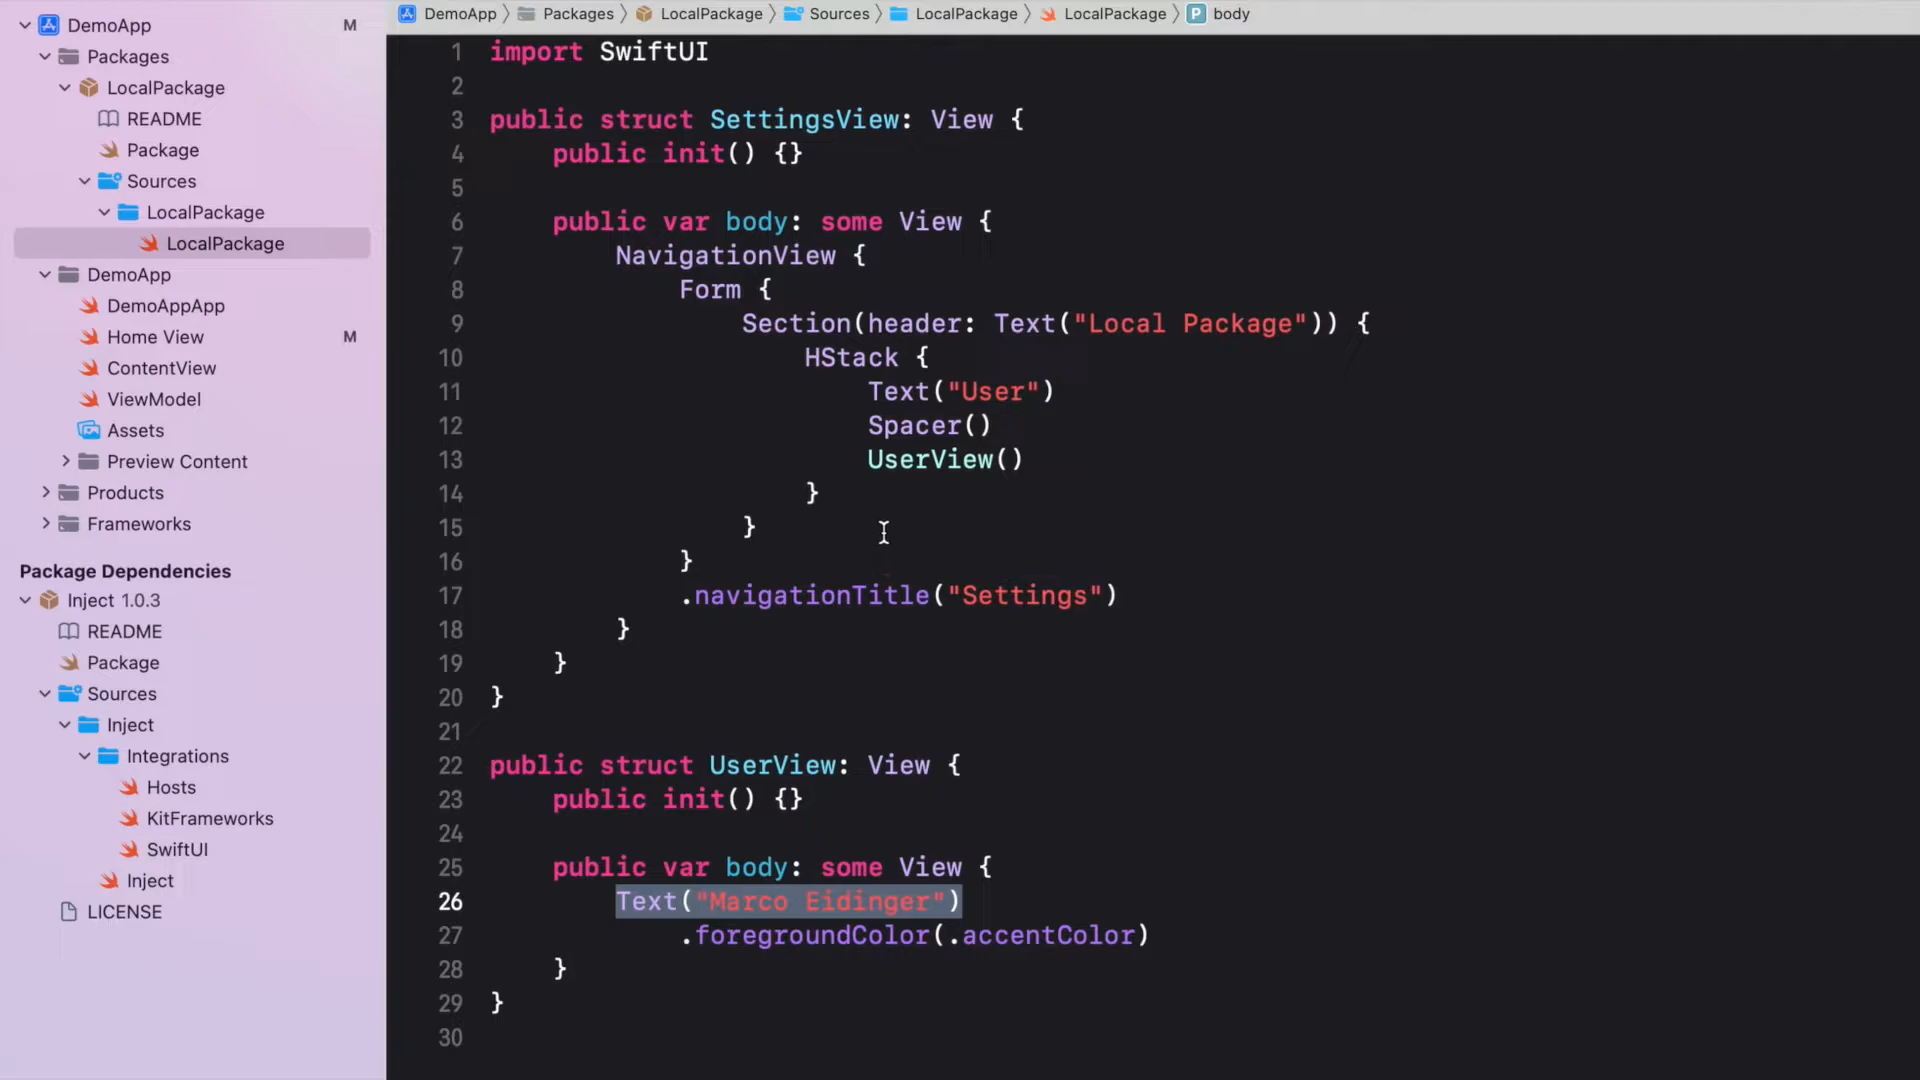 DemoApp M
Packages
LocalPackage
README
Package
Sources
LocalPackage
LocalPackage
DemoApp
DemoAppApp
Home View M
ContentView
ViewModel
Assets
Preview Content
Products
Frameworks
Package Dependencies
Inject 1.0.3
README
Package
Sources
Inject
Integrations
Hosts
KitFrameworks
SwiftUI
Inject
LICENSE
DemoApp 〉 Packages 〉 LocalPackage 〉 Sources 〉 LocalPackage 〉 LocalPackage 〉 P body
1 import SwiftUI
2
3 public struct SettingsView: View {
4     public init() {}
5
6     public var body: some View {
7         NavigationView {
8             Form {
9                 Section(header: Text("Local Package")) {
10                     HStack {
11                         Text("User")
12                         Spacer()
13                         UserView()
14                     }
15                 }
16             }
17             .navigationTitle("Settings")
18         }
19     }
20 }
21
22 public struct UserView: View {
23     public init() {}
24
25     public var body: some View {
26         Text("Marco Eidinger")
27             .foregroundColor(.accentColor)
28     }
29 }
30